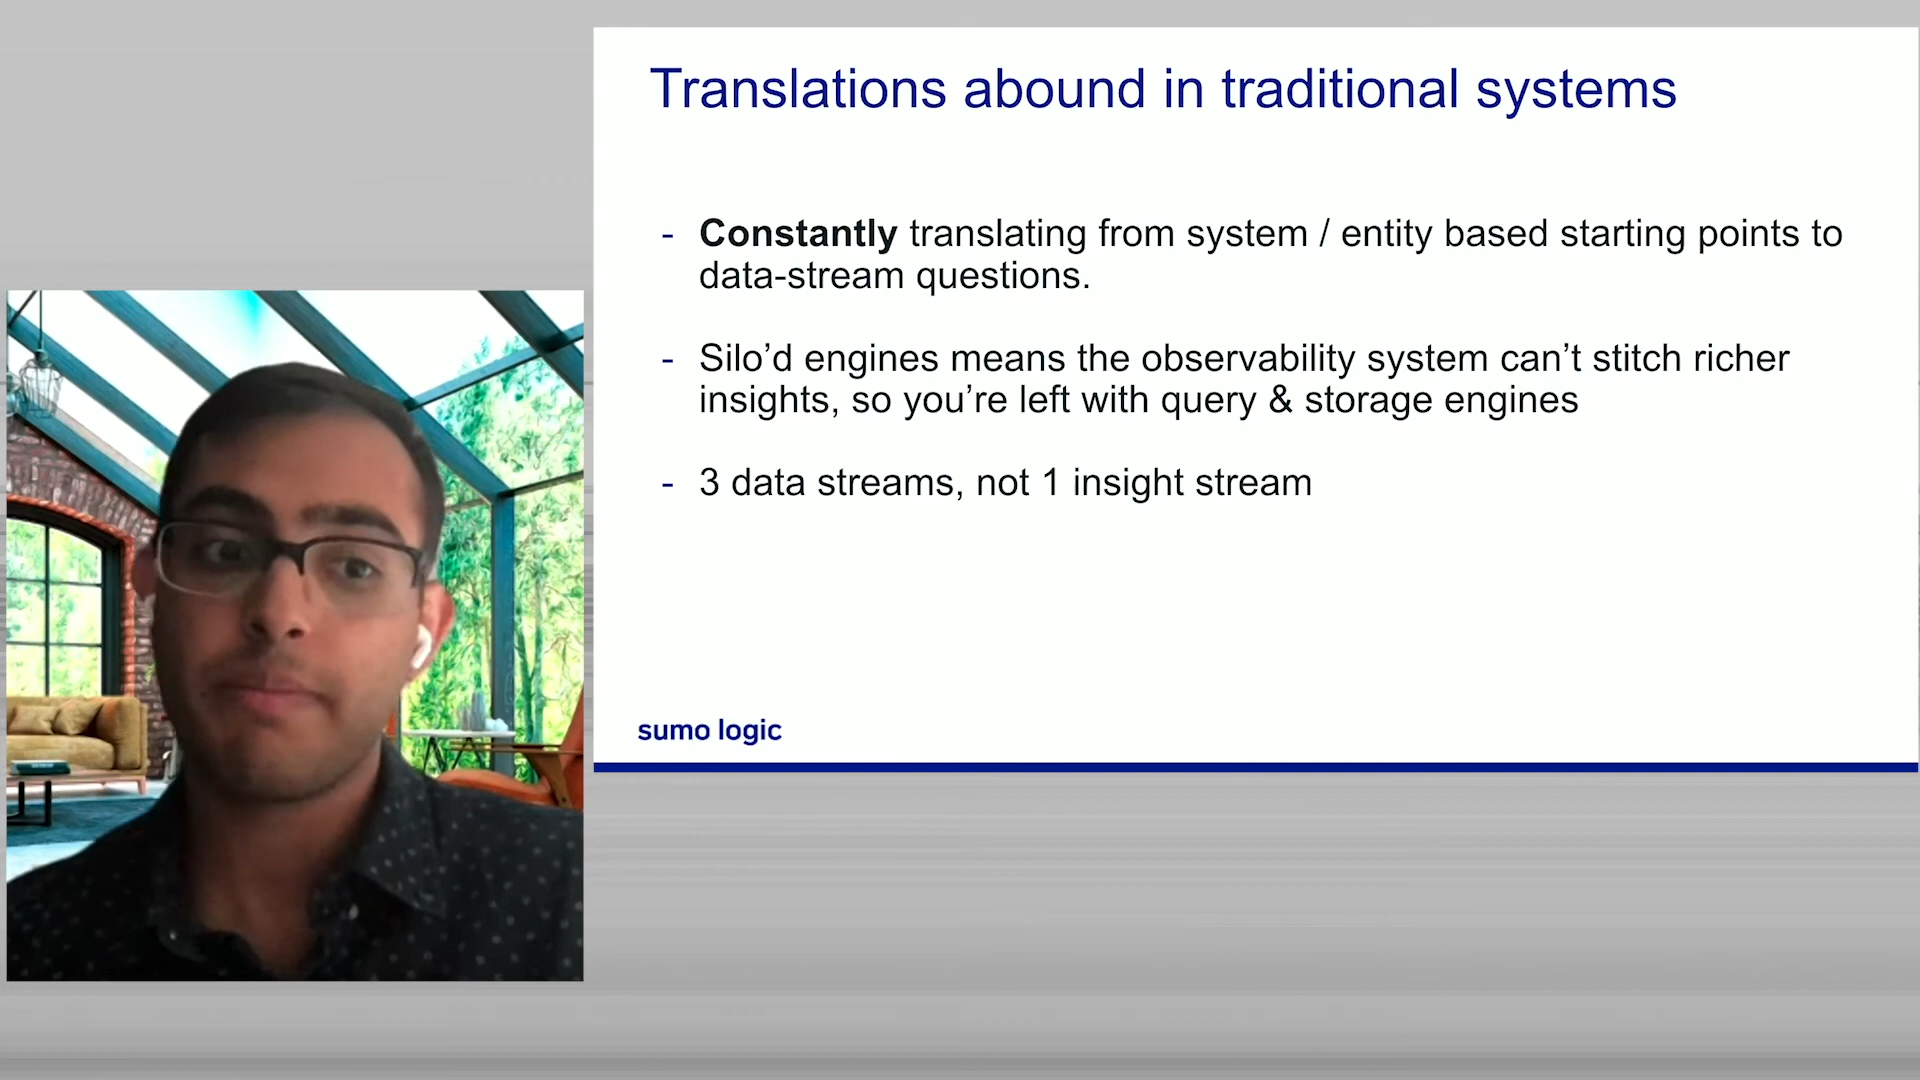 Translations abound in traditional systems
- Constantly translating from system / entity based starting points to
data-stream questions.
- Silo’d engines means the observability system can’t stitch richer
insights, so you’re left with query & storage engines
- 3 data streams, not 1 insight stream
sumo logic